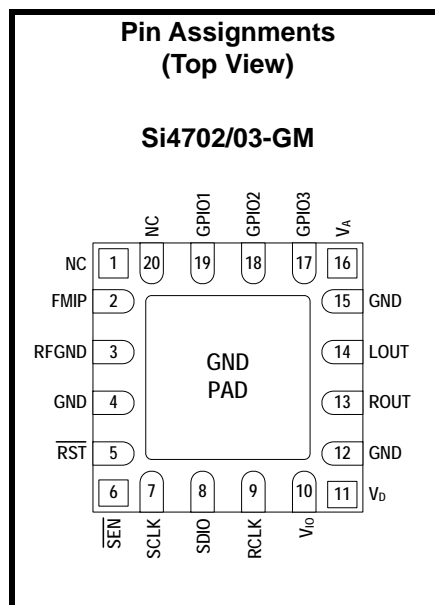 Pin Assignments
(Top View)
Si4702/03-GM
NC
GPIO1
GPIO2
GPIO3
VA
NC 1 20 19 18 17 16
FMIP 2 15 GND
RFGND 3 14 LOUT
GND 4 13 ROUT
RST 5 12 GND
GND
PAD
6 7 8 9 10 11 VD
SEN
SCLK
SDIO
RCLK
VIO